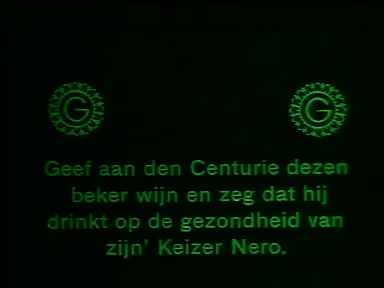 G G
Geef aan den Centurie dezen
beker wijn en zeg dat hij
drinkt op de gezondheid van
zijn' Keizer Nero.